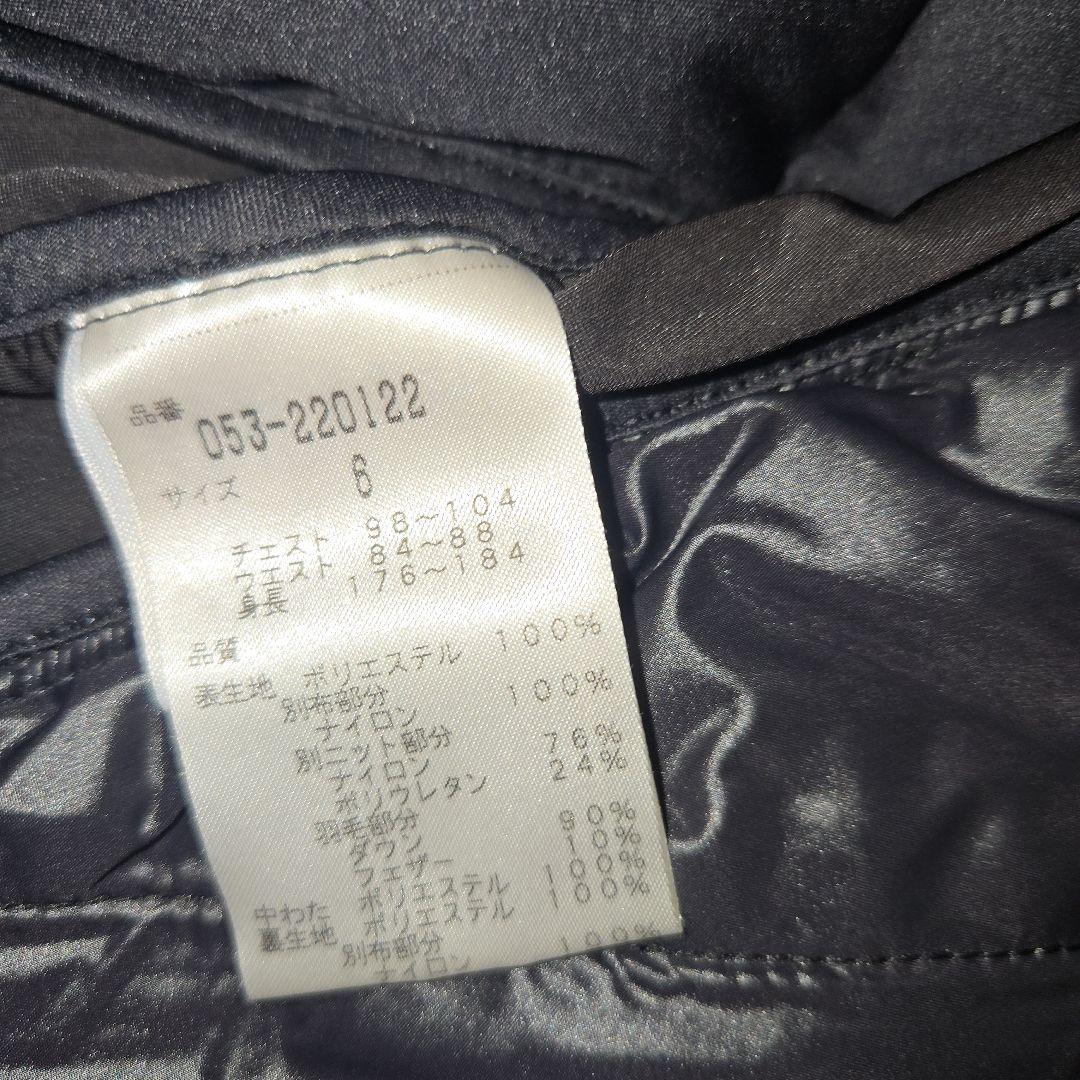 品番 053-220122
サイズ 6
チェスト 98～104
ウエスト 84～88
身長 176～184
品質
表生地 ポリエステル 100%
別布部分
ナイロン 100%
別ニット部分
ナイロン 76%
ポリウレタン 24%
羽毛部分
ダウン 90%
フェザー 10%
中わた ポリエステル 100%
裏生地 ポリエステル 100%
別布部分
ナイロン 100%